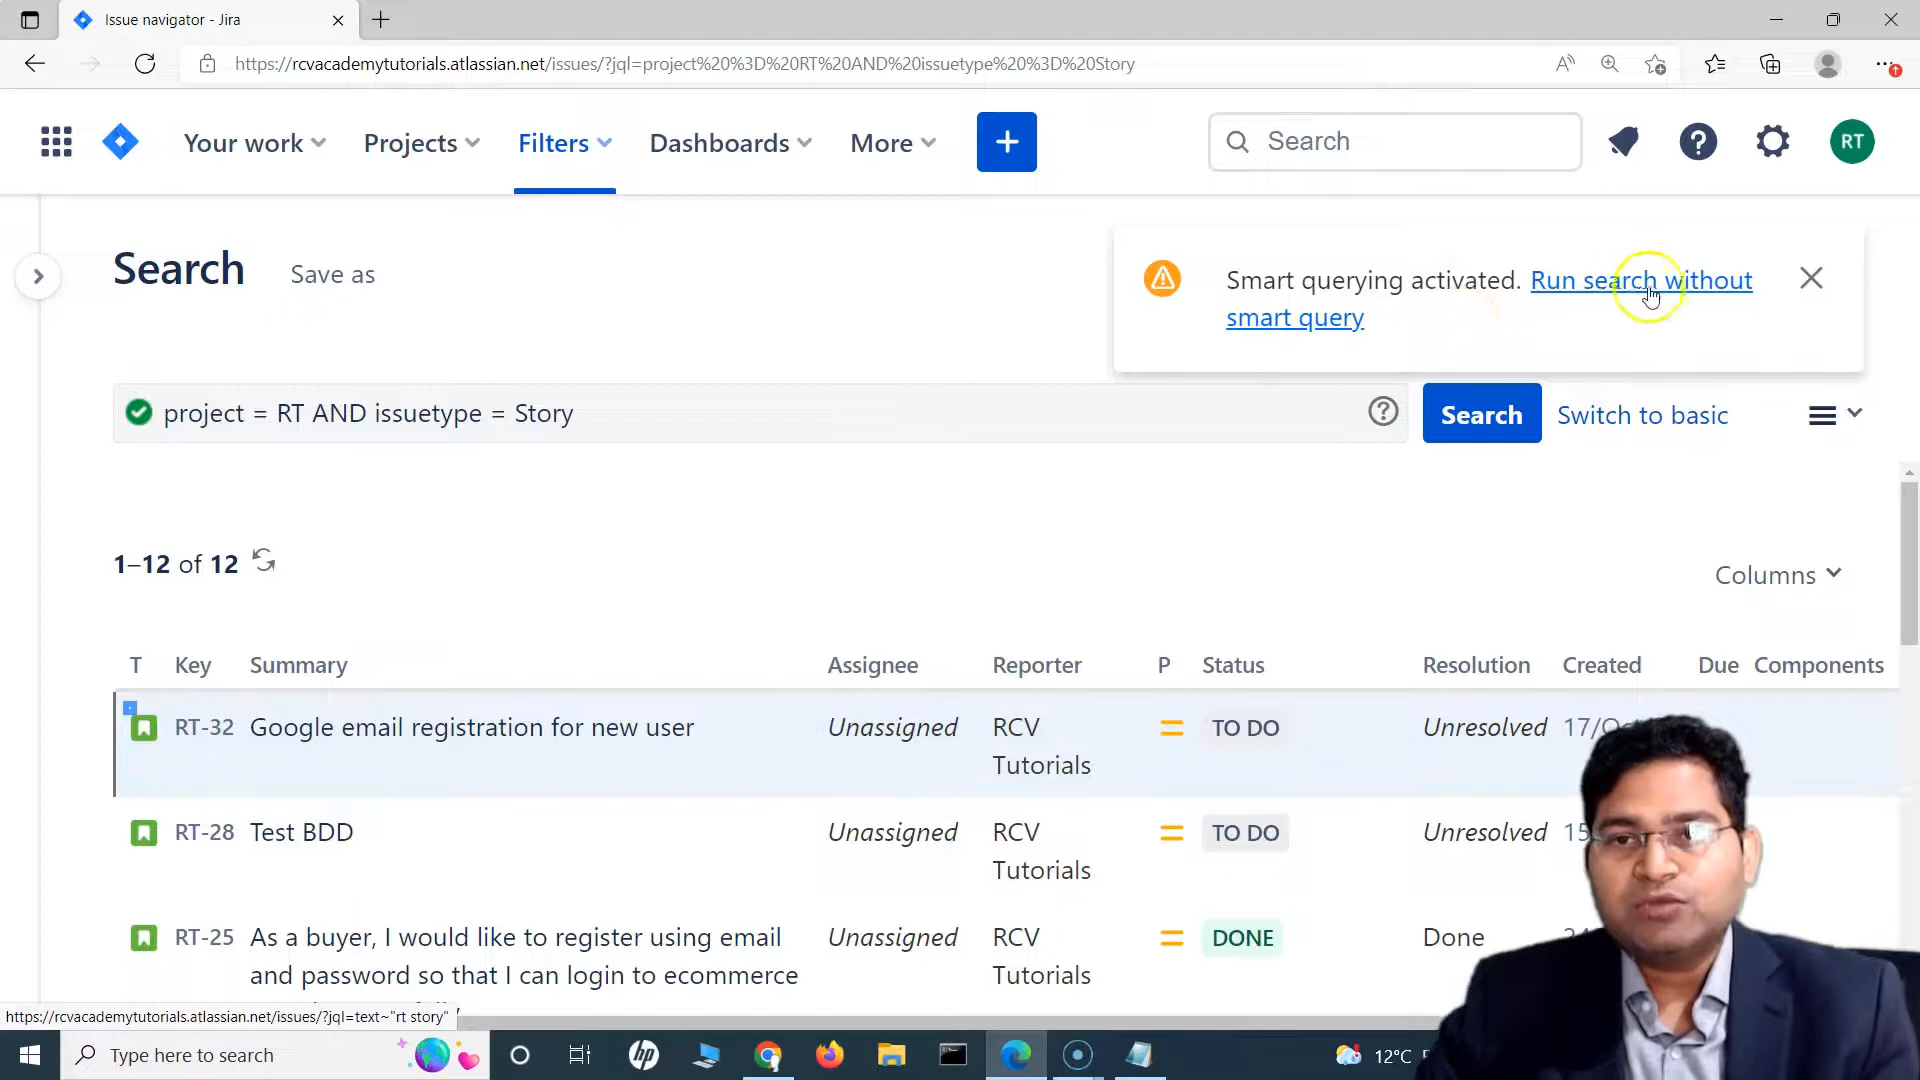 Issue navigator - Jira
https://rcvacademytutorials.atlassian.net/issues/?jql=project%20%3D%20RT%20AND%20issuetype%20%3D%20Story
Your work Projects Filters Dashboards More + Search RT
Search Save as
Smart querying activated. Run search without
smart query
project = RT AND issuetype = Story Search Switch to basic
1–12 of 12
Columns
T Key Summary Assignee Reporter P Status Resolution Created Due Components
RT-32 Google email registration for new user Unassigned RCV Tutorials TO DO Unresolved
RT-28 Test BDD Unassigned RCV Tutorials TO DO Unresolved
RT-25 As a buyer, I would like to register using email Unassigned RCV Tutorials DONE Done
and password so that I can login to ecommerce
https://rcvacademytutorials.atlassian.net/issues/?jql=text~"rt story"
Type here to search hp 12°C